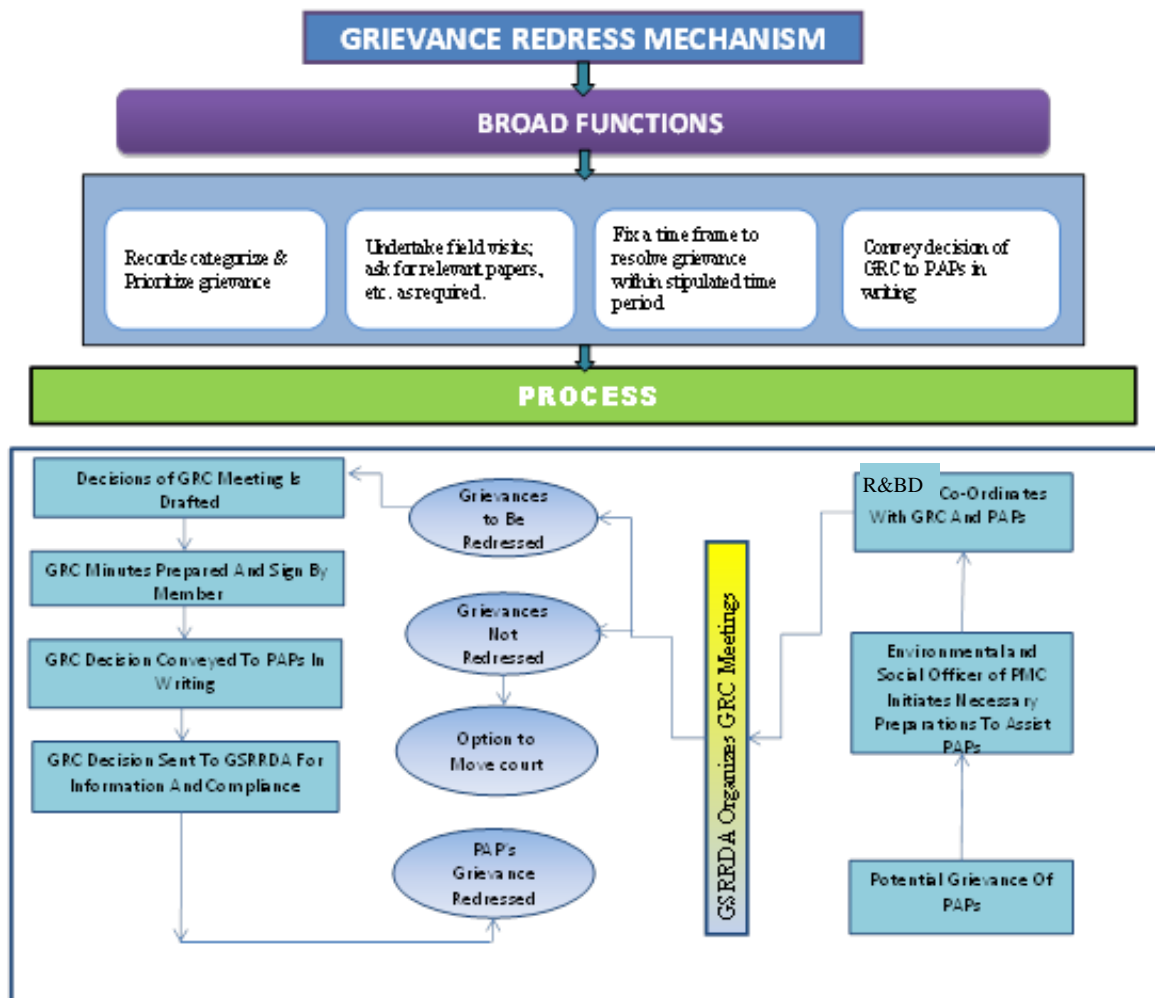 GRIEVANCE REDRESS MECHANISM
BROAD FUNCTIONS
Records categorize &
Prioritize grievance
Undertake field visits;
ask for relevant papers,
etc. as required.
Fix a time frame to
resolve grievance
within stipulated time
period
Convey decision of
GRC to PAPs in
writing
PROCESS
Decisions of GRC Meeting Is
Drafted
GRC Minutes Prepared And Sign By
Member
GRC Decision Conveyed To PAPs In
Writing
GRC Decision Sent To GSRRDA For
Information And Compliance
Grievances
to Be
Redressed
Grievances
Not
Redressed
Option to
Move court
PAP's
Grievance
Redressed
GSRRDA Organizes GRC Meetings
R&BD Co-Ordinates
With GRC And PAPs
Environmental and
Social Officer of PMC
Initiates Necessary
Preparations To Assist
PAPs
Potential Grievance Of
PAPs